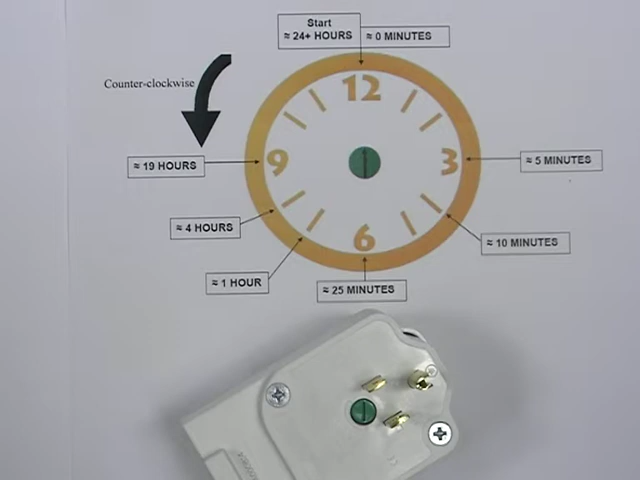 Start
≈ 24+ HOURS
≈ 0 MINUTES
Counter-clockwise
12
≈ 19 HOURS
9
3
≈ 5 MINUTES
≈ 4 HOURS
6
≈ 10 MINUTES
≈ 1 HOUR
≈ 25 MINUTES